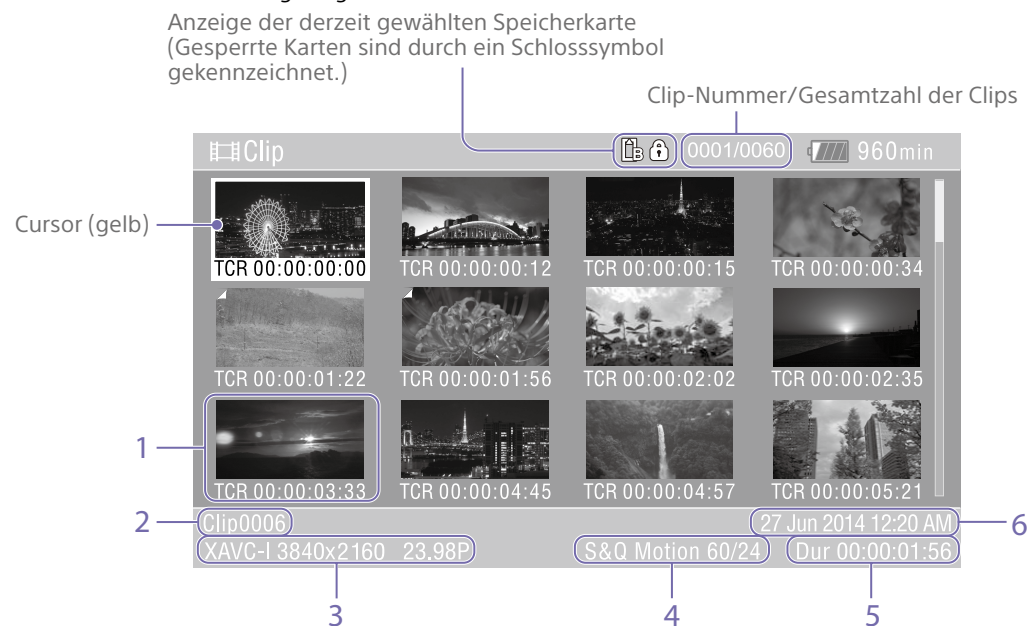 Anzeige der derzeit gewählten Speicherkarte
(Gesperrte Karten sind durch ein Schlosssymbol
gekennzeichnet.)
Clip-Nummer/Gesamtzahl der Clips
Clip
B
0001/0060
960min
Cursor (gelb)
TCR 00:00:00:00
TCR 00:00:00:12
TCR 00:00:00:15
TCR 00:00:00:34
TCR 00:00:01:22
TCR 00:00:01:56
TCR 00:00:02:02
TCR 00:00:02:35
1
TCR 00:00:03:33
TCR 00:00:04:45
TCR 00:00:04:57
TCR 00:00:05:21
2
Clip0006
27 Jun 2014 12:20 AM
6
XAVC-I 3840x2160 23.98P
S&Q Motion 60/24
Dur 00:00:01:56
3
4
5